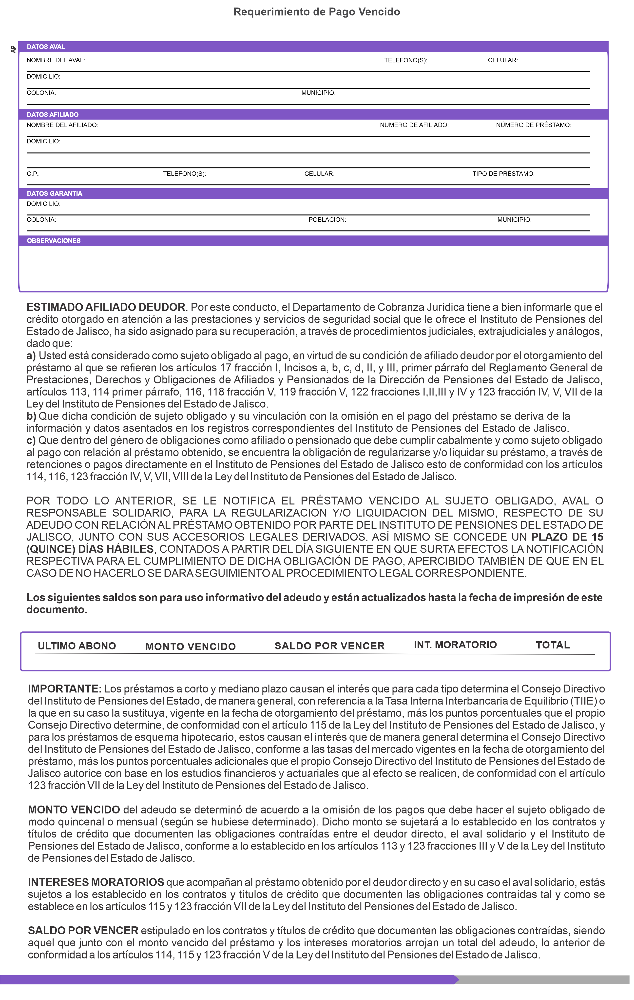 Requerimiento de Pago Vencido
DATOS AVAL
NOMBRE DEL AVAL: TELEFONO(S): CELULAR:
DOMICILIO:
COLONIA: MUNICIPIO:
DATOS AFILIADO
NOMBRE DEL AFILIADO: NUMERO DE AFILIADO: NÚMERO DE PRÉSTAMO:
DOMICILIO:
C.P.: TELEFONO(S): CELULAR: TIPO DE PRÉSTAMO:
DATOS GARANTIA
DOMICILIO:
COLONIA: POBLACIÓN: MUNICIPIO:
OBSERVACIONES
ESTIMADO AFILIADO DEUDOR. Por este conducto, el Departamento de Cobranza Jurídica tiene a bien informarle que el
crédito otorgado en atención a las prestaciones y servicios de seguridad social que le ofrece el Instituto de Pensiones del
Estado de Jalisco, ha sido asignado para su recuperación, a través de procedimientos judiciales, extrajudiciales y análogos,
dado que:
a) Usted está considerado como sujeto obligado al pago, en virtud de su condición de afiliado deudor por el otorgamiento del
préstamo al que se refieren los artículos 17 fracción I, Incisos a, b, c, d, II, y III, primer párrafo del Reglamento General de
Prestaciones, Derechos y Obligaciones de Afiliados y Pensionados de la Dirección de Pensiones del Estado de Jalisco,
artículos 113, 114 primer párrafo, 116, 118 fracción V, 119 fracción V, 122 fracciones I,II,III y IV y 123 fracción IV, V, VII de la
Ley del Instituto de Pensiones del Estado de Jalisco.
b) Que dicha condición de sujeto obligado y su vinculación con la omisión en el pago del préstamo se deriva de la
información y datos asentados en los registros correspondientes del Instituto de Pensiones del Estado de Jalisco.
c) Que dentro del género de obligaciones como afiliado o pensionado que debe cumplir cabalmente y como sujeto obligado
al pago con relación al préstamo obtenido, se encuentra la obligación de regularizarse y/o liquidar su préstamo, a través de
retenciones o pagos directamente en el Instituto de Pensiones del Estado de Jalisco esto de conformidad con los artículos
114, 116, 123 fracción IV, V, VII, VIII de la Ley del Instituto de Pensiones del Estado de Jalisco.
POR TODO LO ANTERIOR, SE LE NOTIFICA EL PRÉSTAMO VENCIDO AL SUJETO OBLIGADO, AVAL O
RESPONSABLE SOLIDARIO, PARA LA REGULARIZACION Y/O LIQUIDACION DEL MISMO, RESPECTO DE SU
ADEUDO CON RELACIÓN AL PRÉSTAMO OBTENIDO POR PARTE DEL INSTITUTO DE PENSIONES DEL ESTADO DE
JALISCO, JUNTO CON SUS ACCESORIOS LEGALES DERIVADOS. ASÍ MISMO SE CONCEDE UN PLAZO DE 15
(QUINCE) DÍAS HÁBILES, CONTADOS A PARTIR DEL DÍA SIGUIENTE EN QUE SURTA EFECTOS LA NOTIFICACIÓN
RESPECTIVA PARA EL CUMPLIMIENTO DE DICHA OBLIGACIÓN DE PAGO, APERCIBIDO TAMBIÉN DE QUE EN EL
CASO DE NO HACERLO SE DARA SEGUIMIENTO AL PROCEDIMIENTO LEGAL CORRESPONDIENTE.
Los siguientes saldos son para uso informativo del adeudo y están actualizados hasta la fecha de impresión de este
documento.
ULTIMO ABONO MONTO VENCIDO SALDO POR VENCER INT. MORATORIO TOTAL
IMPORTANTE: Los préstamos a corto y mediano plazo causan el interés que para cada tipo determina el Consejo Directivo
del Instituto de Pensiones del Estado, de manera general, con referencia a la Tasa Interna Interbancaria de Equilibrio (TIIE) o
la que en su caso la sustituya, vigente en la fecha de otorgamiento del préstamo, más los puntos porcentuales que el propio
Consejo Directivo determine, de conformidad con el artículo 115 de la Ley del Instituto de Pensiones del Estado de Jalisco, y
para los préstamos de esquema hipotecario, estos causan el interés que de manera general determina el Consejo Directivo
del Instituto de Pensiones del Estado de Jalisco, conforme a las tasas del mercado vigentes en la fecha de otorgamiento del
préstamo, más los puntos porcentuales adicionales que el propio Consejo Directivo del Instituto de Pensiones del Estado de
Jalisco autorice con base en los estudios financieros y actuariales que al efecto se realicen, de conformidad con el artículo
123 fracción VII de la Ley del Instituto de Pensiones del Estado de Jalisco.
MONTO VENCIDO del adeudo se determinó de acuerdo a la omisión de los pagos que debe hacer el sujeto obligado de
modo quincenal o mensual (según se hubiese determinado). Dicho monto se sujetará a lo establecido en los contratos y
títulos de crédito que documenten las obligaciones contraídas entre el deudor directo, el aval solidario y el Instituto de
Pensiones del Estado de Jalisco, conforme a lo establecido en los artículos 113 y 123 fracciones III y V de la Ley del Instituto
de Pensiones del Estado de Jalisco.
INTERESES MORATORIOS que acompañan al préstamo obtenido por el deudor directo y en su caso el aval solidario, estás
sujetos a los establecido en los contratos y títulos de crédito que documenten las obligaciones contraídas tal y como se
establece en los artículos 115 y 123 fracción VII de la Ley del Instituto del Pensiones del Estado de Jalisco.
SALDO POR VENCER estipulado en los contratos y títulos de crédito que documenten las obligaciones contraídas, siendo
aquel que junto con el monto vencido del préstamo y los intereses moratorios arrojan un total del adeudo, lo anterior de
conformidad a los artículos 114, 115 y 123 fracción V de la Ley del Instituto del Pensiones del Estado de Jalisco.